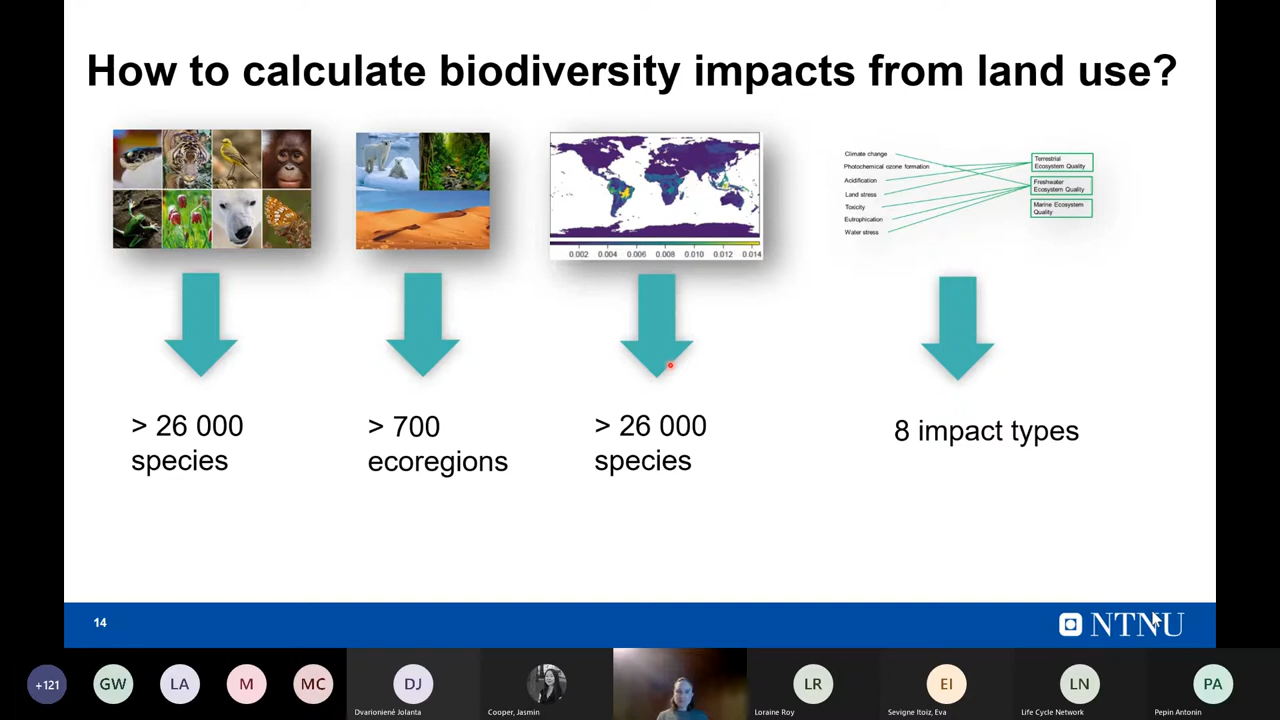 How to calculate biodiversity impacts from land use?
0.002 0.004 0.006 0.008 0.010 0.012 0.014
Climate change
Photochemical ozone formation
Acidification
Land stress
Toxicity
Eutrophication
Water stress
Terrestrial
Ecosystem Quality
Freshwater
Ecosystem Quality
Marine Ecosystem
Quality
> 26 000
species
> 700
ecoregions
> 26 000
species
8 impact types
14
NTNU
+121
GW
LA
M
MC
DJ
Dvarionienė Jolanta
Cooper, Jasmin
LR
Loraine Roy
EI
Sevigne Itoiz, Eva
LN
Life Cycle Network
PA
Pepin Antonin